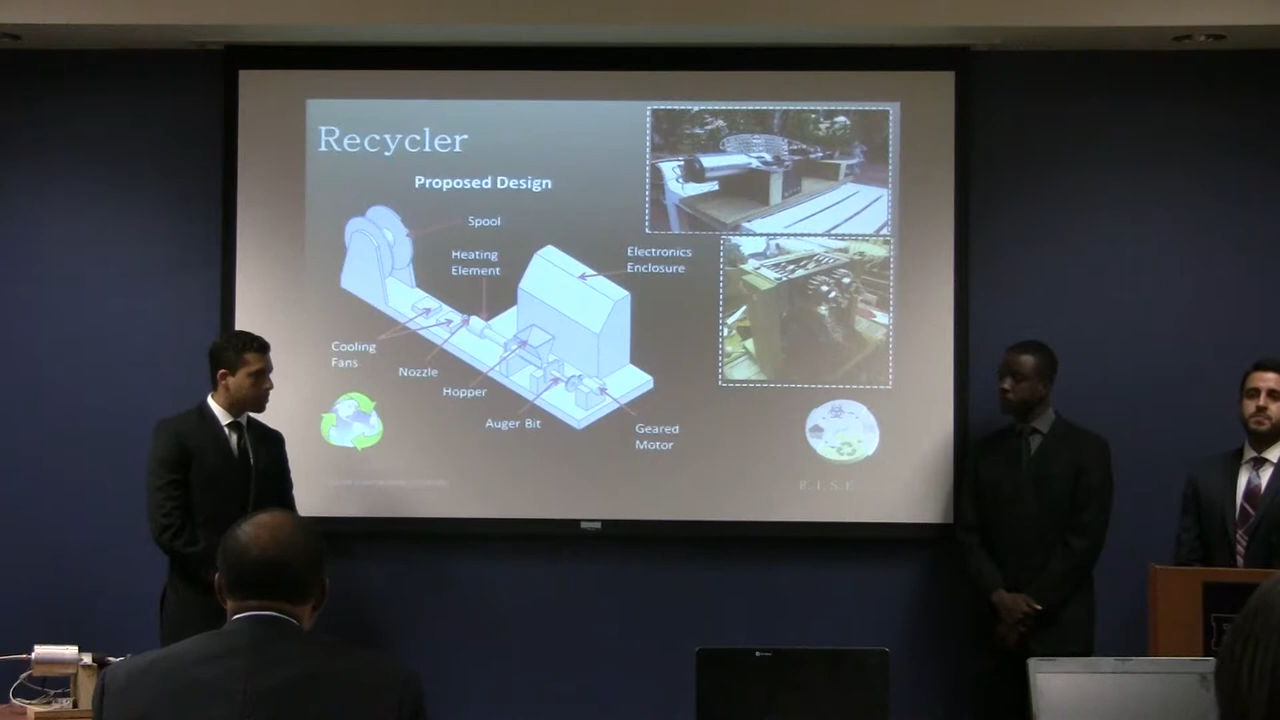 Recycler
Proposed Design
Spool
Heating
Element
Electronics
Enclosure
Cooling
Fans
Nozzle
Hopper
Auger Bit
Geared
Motor
R.I.S.E